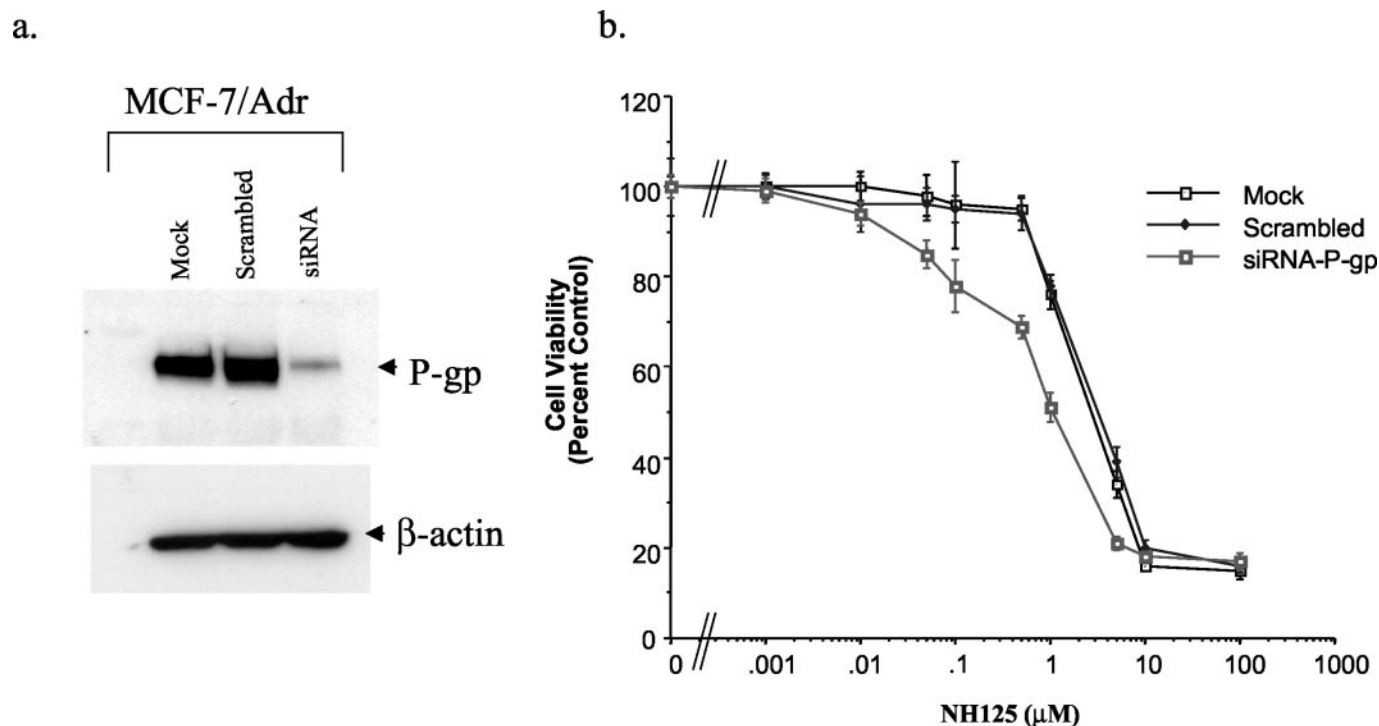 a.
MCF-7/Adr
Mock
Scrambled
siRNA
P-gp
β-actin
b.
120
100
80
60
40
20
0
Cell Viability
(Percent Control)
0 .001 .01 .1 1 10 100 1000
NH125 (μM)
Mock
Scrambled
siRNA-P-gp